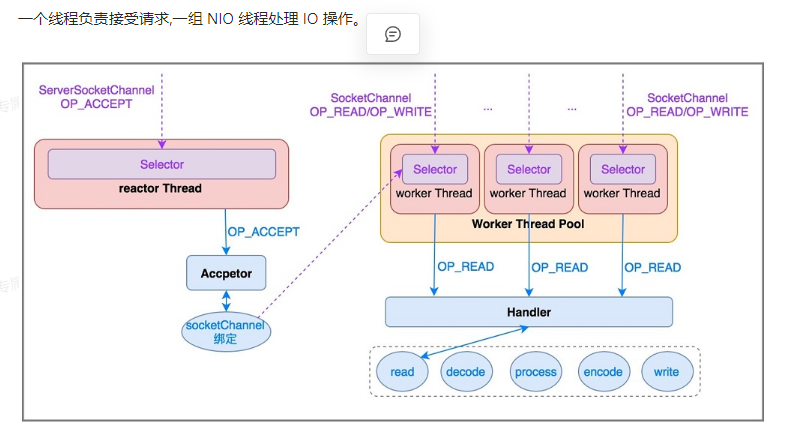 一个线程负责接受请求,一组 NIO 线程处理 IO 操作。
ServerSocketChannel
OP_ACCEPT
SocketChannel
OP_READ/OP_WRITE
...
...
SocketChannel
OP_READ/OP_WRITE
Selector
reactor Thread
Selector
worker Thread
Selector
worker Thread
Selector
worker Thread
Worker Thread Pool
OP_ACCEPT
Accpetor
socketChannel
绑定
OP_READ
OP_READ
OP_READ
Handler
read
decode
process
encode
write